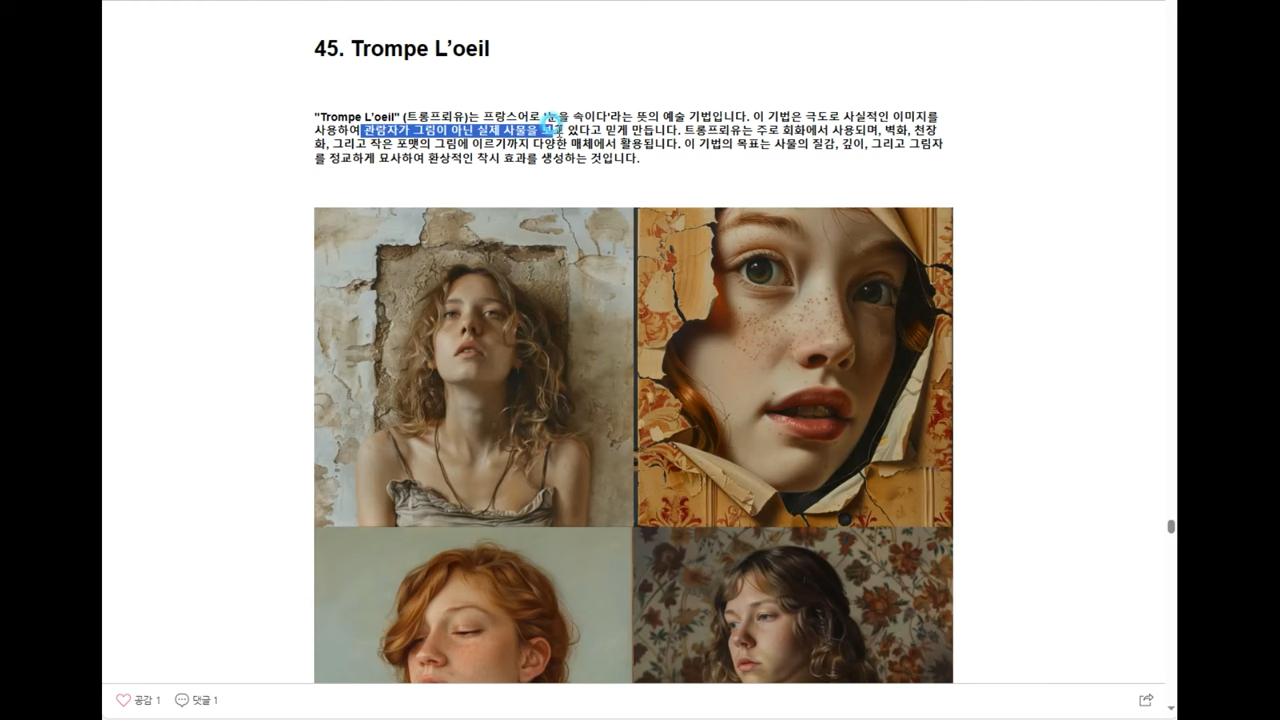 45. Trompe L’oeil
"Trompe L’oeil" (트롱프뢰유)는 프랑스어로 '눈을 속이다'라는 뜻의 예술 기법입니다. 이 기법은 극도로 사실적인 이미지를
사용하여 관람자가 그림이 아닌 실제 사물을 보고 있다고 믿게 만듭니다. 트롱프뢰유는 주로 회화에서 사용되며, 벽화, 천장
화, 그리고 작은 포맷의 그림에 이르기까지 다양한 매체에서 활용됩니다. 이 기법의 목표는 사물의 질감, 깊이, 그리고 그림자
를 정교하게 묘사하여 환상적인 착시 효과를 생성하는 것입니다.
공감 1 댓글 1